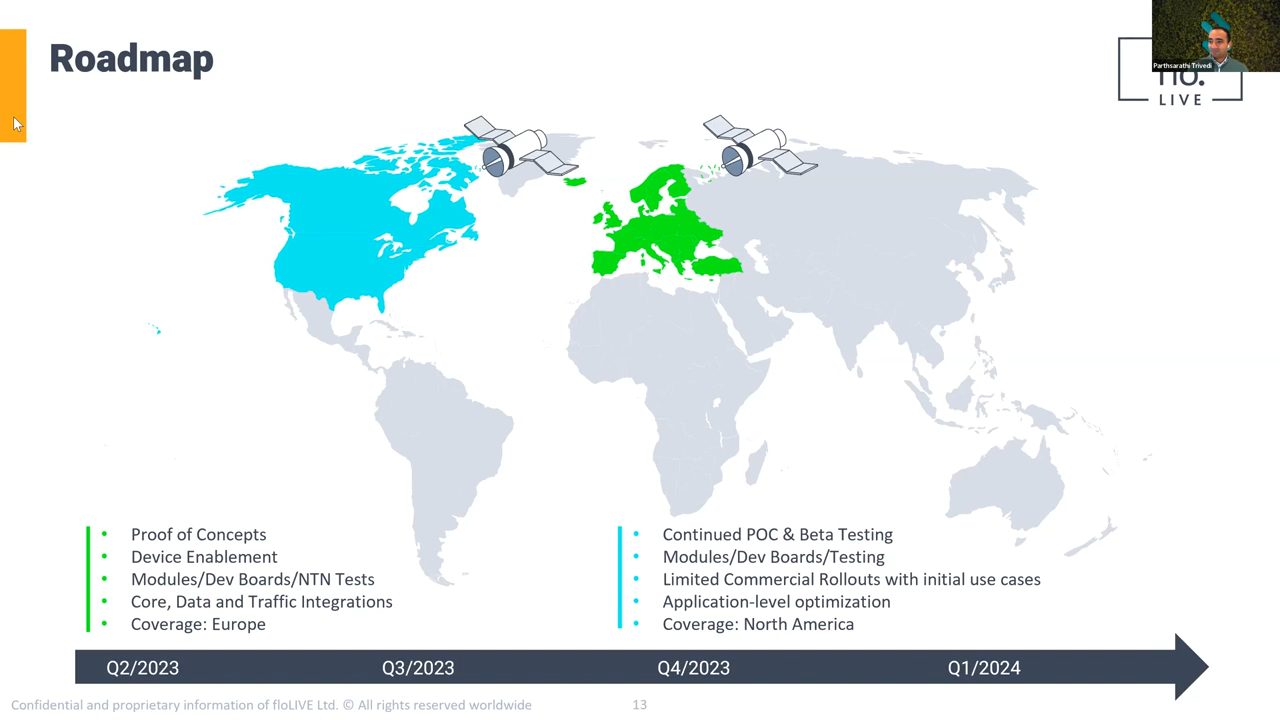 Roadmap
Parthsarathi Trivedi
flo.
LIVE
• Proof of Concepts
• Device Enablement
• Modules/Dev Boards/NTN Tests
• Core, Data and Traffic Integrations
• Coverage: Europe
• Continued POC & Beta Testing
• Modules/Dev Boards/Testing
• Limited Commercial Rollouts with initial use cases
• Application-level optimization
• Coverage: North America
Q2/2023 Q3/2023 Q4/2023 Q1/2024
Confidential and proprietary information of floLIVE Ltd. © All rights reserved worldwide 13